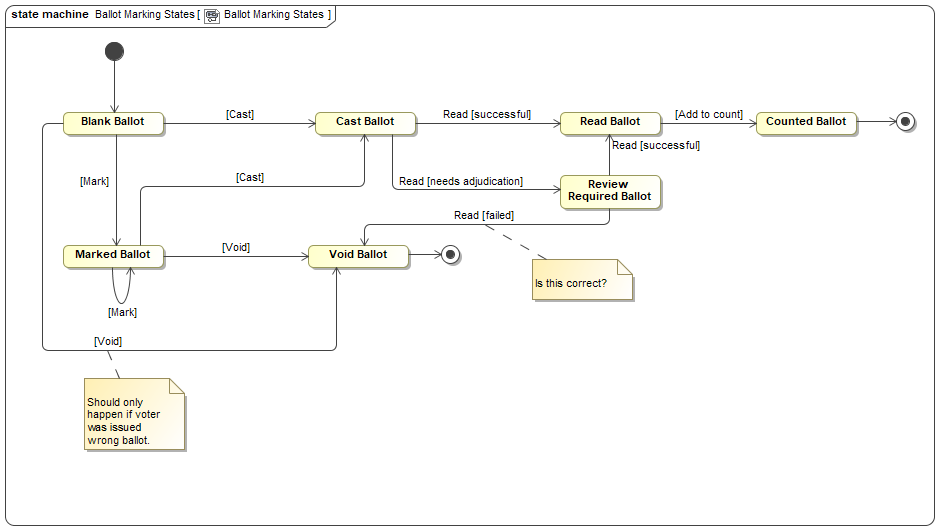 state machine Ballot Marking States [ Ballot Marking States ]
Blank Ballot
[Cast]
Cast Ballot
Read [successful]
Read Ballot
[Add to count]
Counted Ballot
Read [successful]
[Mark]
[Cast]
Read [needs adjudication]
Review
Required Ballot
Read [failed]
Marked Ballot
[Void]
Void Ballot
Is this correct?
[Mark]
[Void]
Should only
happen if voter
was issued
wrong ballot.